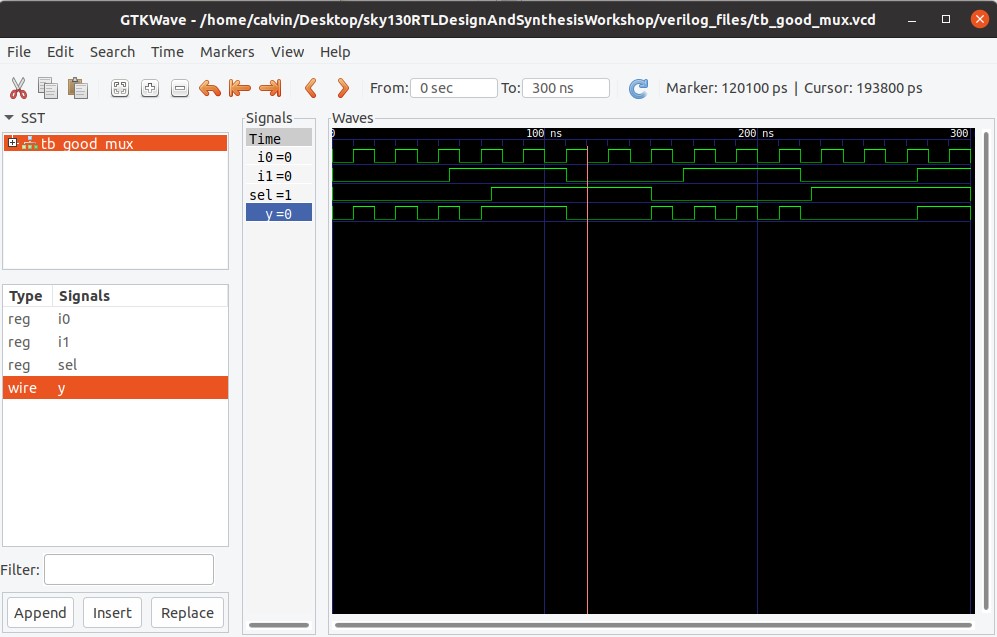 GTKWave - /home/calvin/Desktop/sky130RTLDesignAndSynthesisWorkshop/verilog_files/tb_good_mux.vcd
File Edit Search Time Markers View Help
From: 0 sec To: 300 ns Marker: 120100 ps | Cursor: 193800 ps
SST
tb_good_mux
Type Signals
reg i0
reg i1
reg sel
wire y
Filter:
Append Insert Replace
Signals
Time
i0=0
i1=0
sel=1
y=0
Waves
0 100 ns 200 ns 300